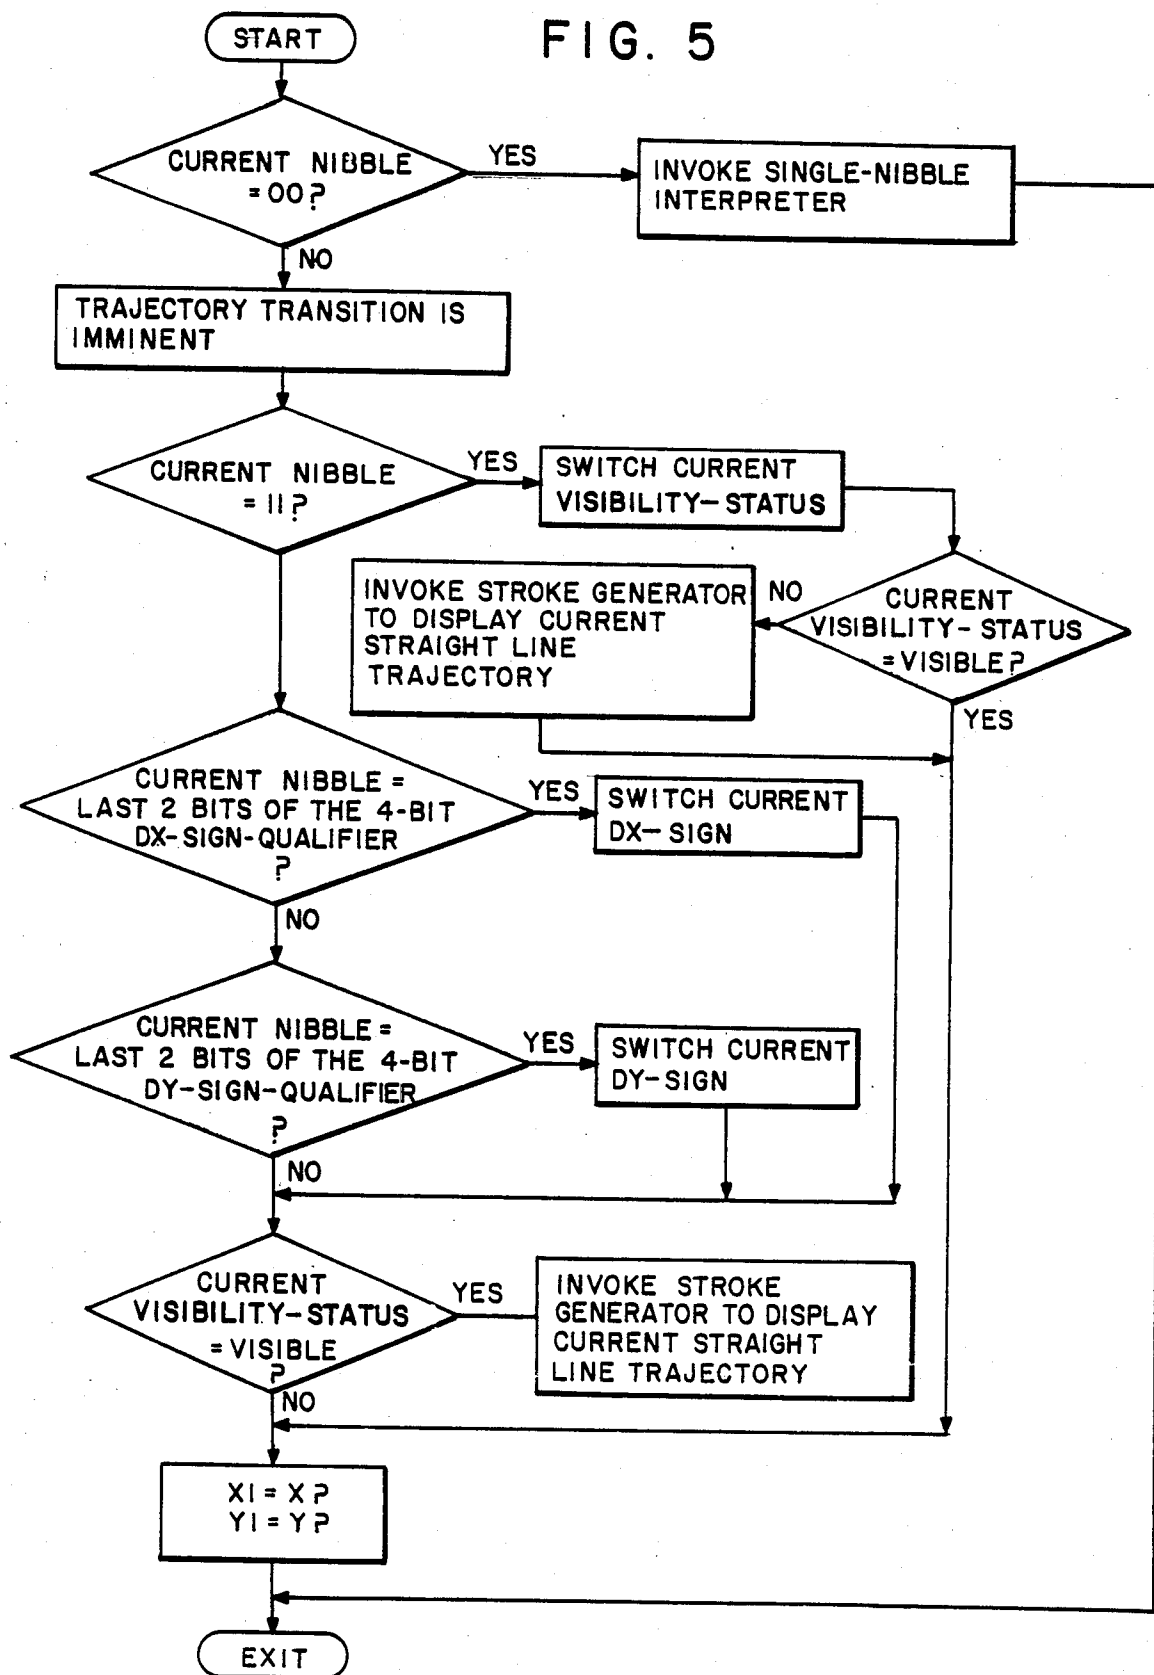 FIG. 5
START
CURRENT NIBBLE
=00?
YES
INVOKE SINGLE-NIBBLE
INTERPRETER
NO
TRAJECTORY TRANSITION IS
IMMINENT
CURRENT NIBBLE
=11?
YES
SWITCH CURRENT
VISIBILITY-STATUS
CURRENT
VISIBILITY-STATUS
=VISIBLE?
NO
INVOKE STROKE GENERATOR
TO DISPLAY CURRENT
STRAIGHT LINE
TRAJECTORY
YES
CURRENT NIBBLE=
LAST 2 BITS OF THE 4-BIT
DX-SIGN-QUALIFIER
?
YES
SWITCH CURRENT
DX-SIGN
NO
CURRENT NIBBLE=
LAST 2 BITS OF THE 4-BIT
DY-SIGN-QUALIFIER
?
YES
SWITCH CURRENT
DY-SIGN
NO
CURRENT
VISIBILITY-STATUS
=VISIBLE
?
YES
INVOKE STROKE
GENERATOR TO DISPLAY
CURRENT STRAIGHT
LINE TRAJECTORY
NO
X1=X?
Y1=Y?
EXIT